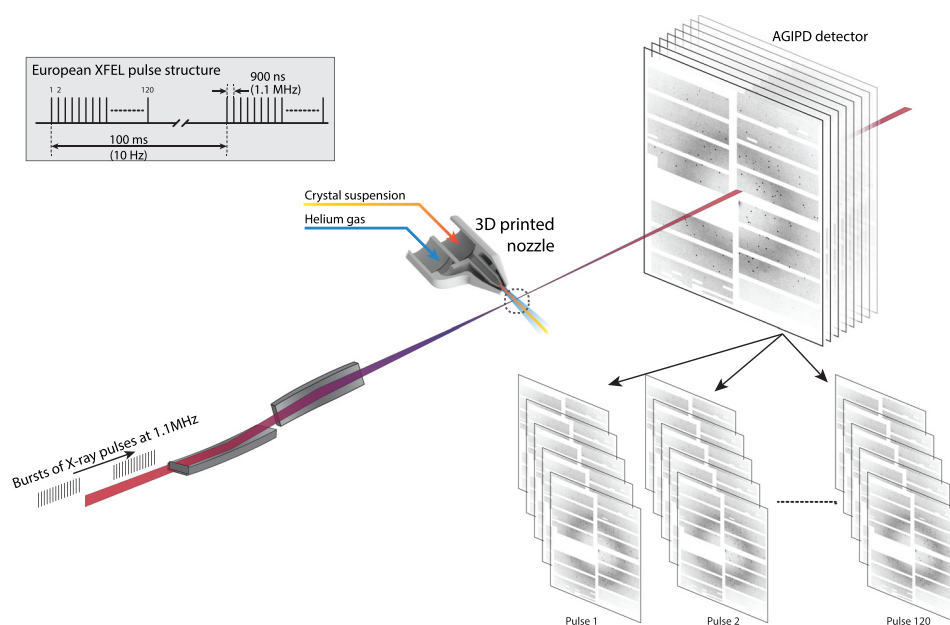 AGIPD detector
European XFEL pulse structure
900 ns
(1.1 MHz)
1 2
120
100 ms
(10 Hz)
Crystal suspension
Helium gas
3D printed
nozzle
Bursts of X-ray pulses at 1.1MHz
Pulse 1
Pulse 2
Pulse 120